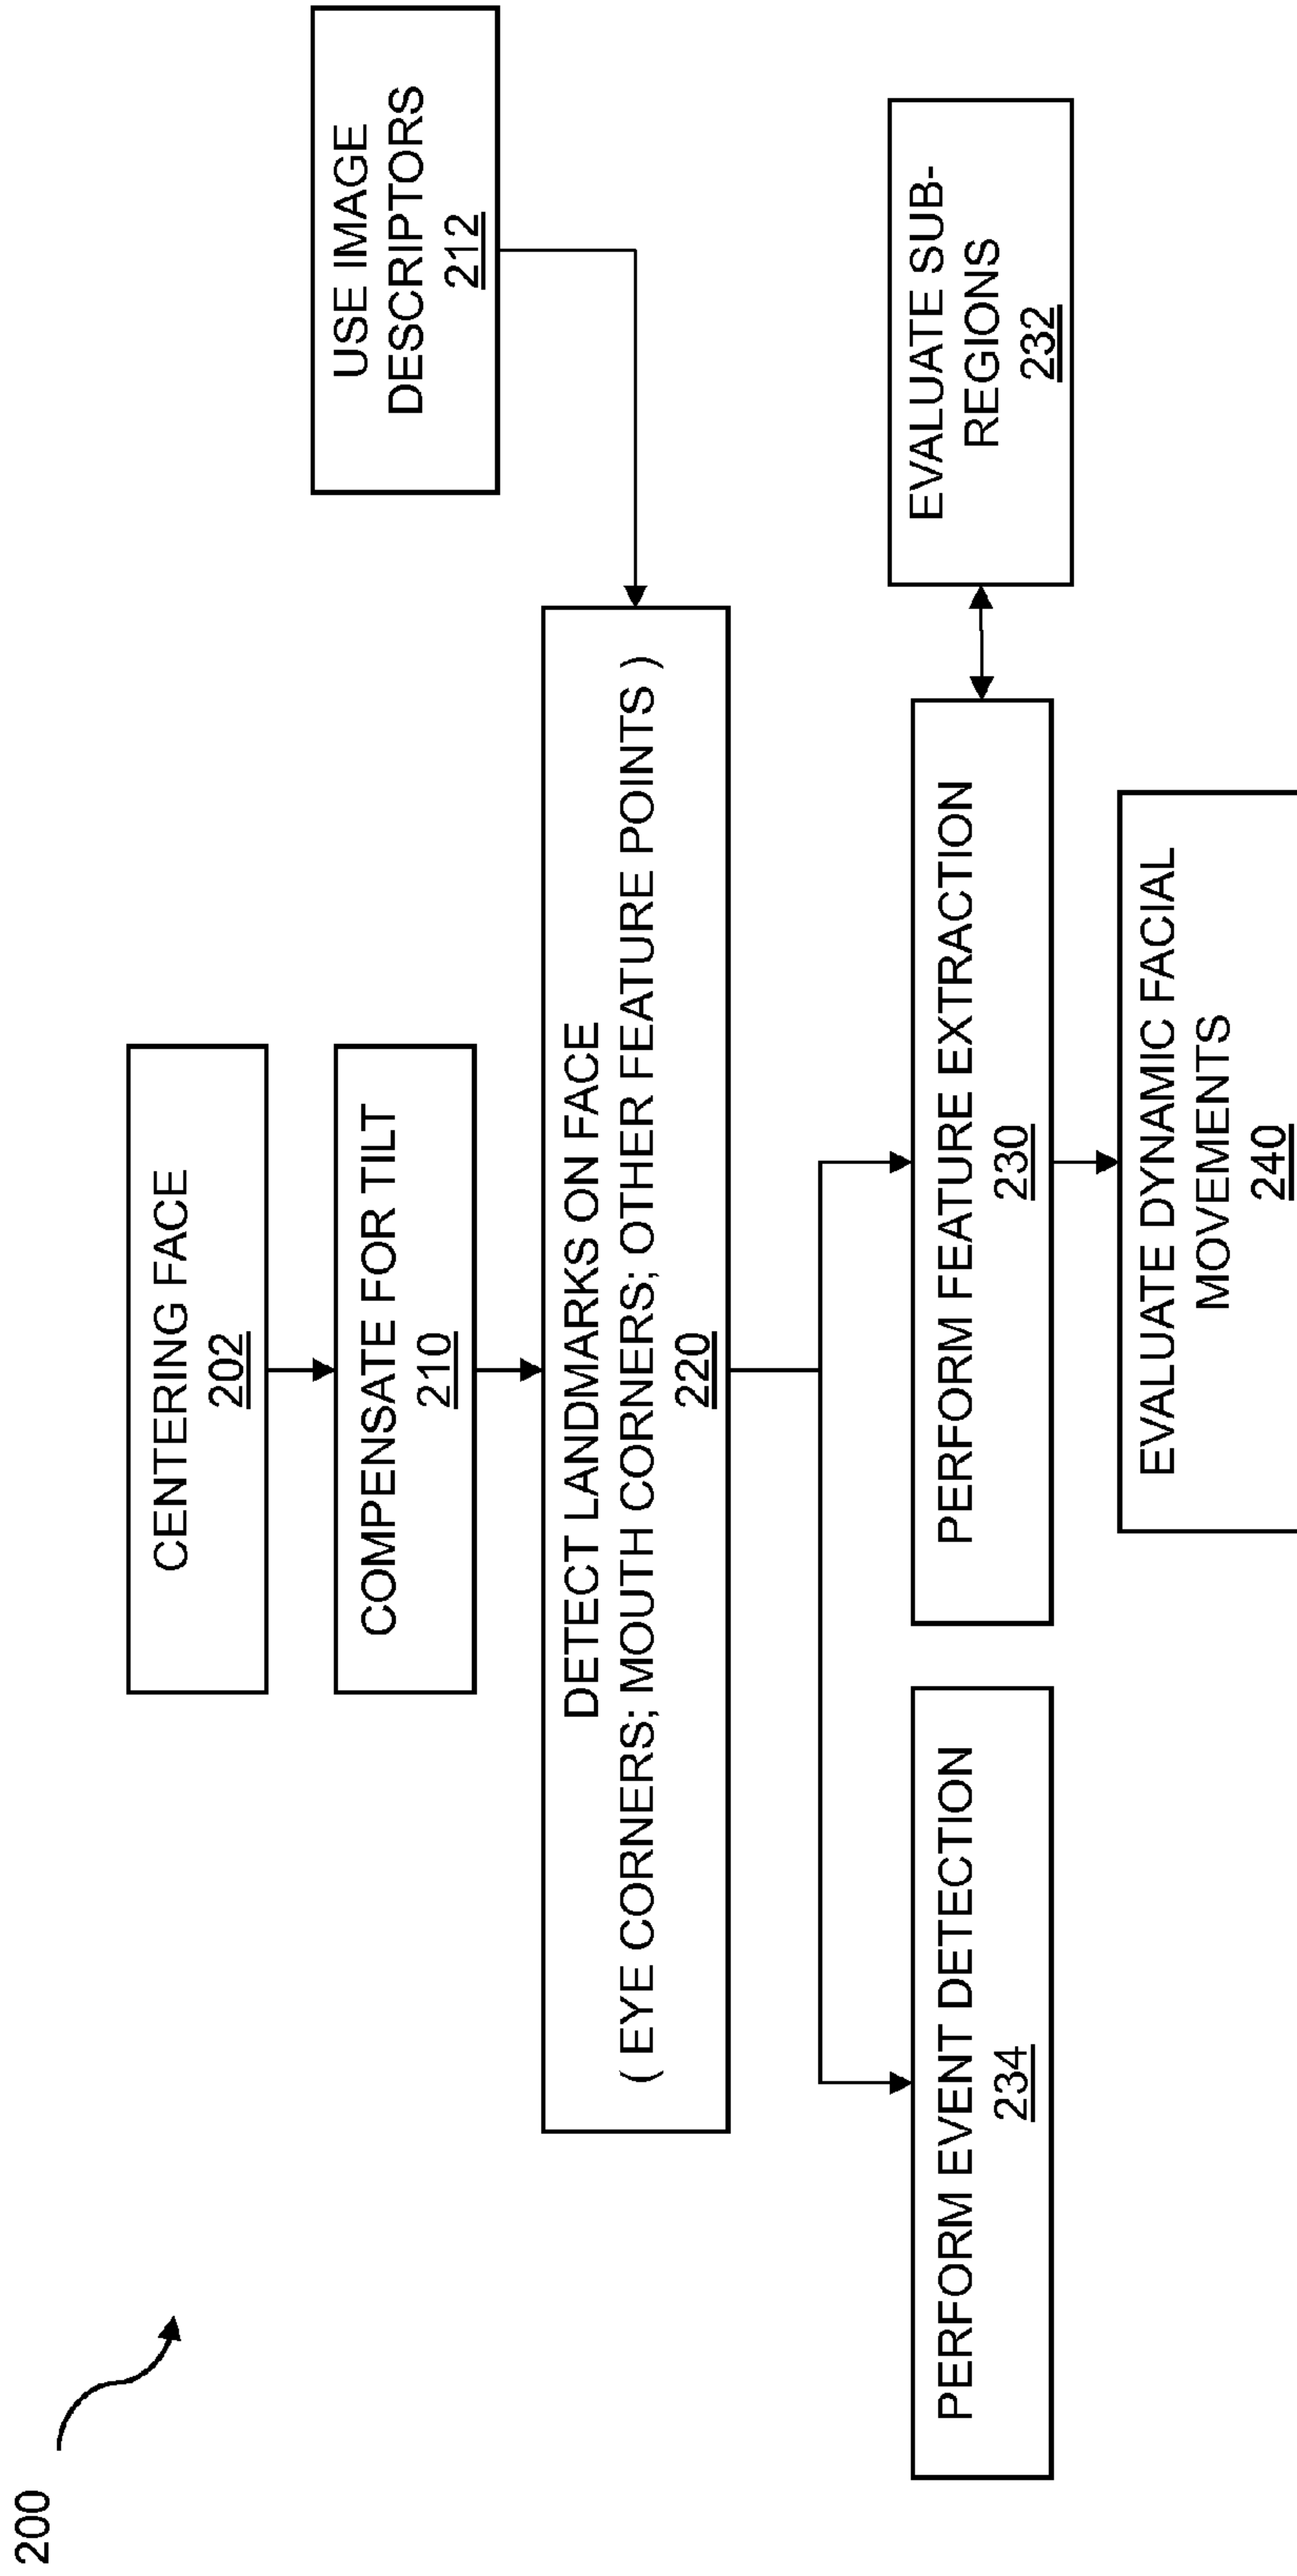 200
CENTERING FACE
202
COMPENSATE FOR TILT
210
USE IMAGE
DESCRIPTORS
212
DETECT LANDMARKS ON FACE
( EYE CORNERS; MOUTH CORNERS; OTHER FEATURE POINTS )
220
PERFORM EVENT DETECTION
234
PERFORM FEATURE EXTRACTION
230
EVALUATE SUB-
REGIONS
232
EVALUATE DYNAMIC FACIAL
MOVEMENTS
240